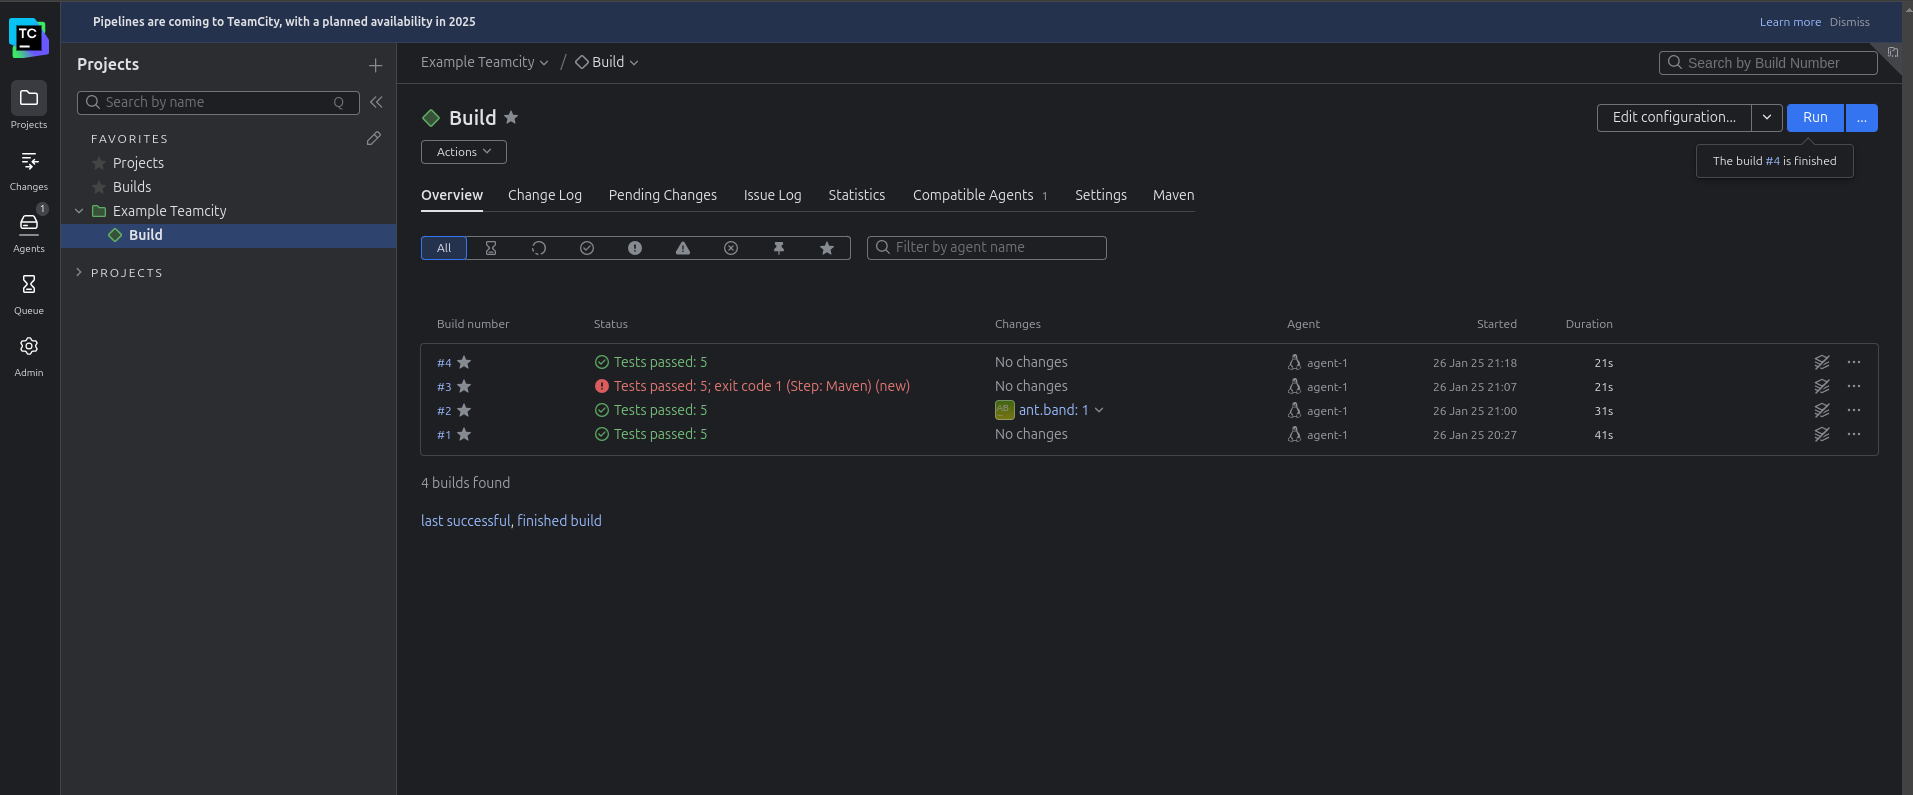 Pipelines are coming to TeamCity, with a planned availability in 2025
Learn more Dismiss
TC
Projects
Changes
1
Agents
Queue
Admin
Projects
Search by name Q
FAVORITES
Projects
Builds
Example Teamcity
Build
PROJECTS
Example Teamcity / Build
Search by Build Number
Build
Edit configuration... Run ...
Actions
The build #4 is finished
Overview Change Log Pending Changes Issue Log Statistics Compatible Agents 1 Settings Maven
All
Filter by agent name
Build number Status Changes Agent Started Duration
#4 Tests passed: 5 No changes agent-1 26 Jan 25 21:18 21s
#3 Tests passed: 5; exit code 1 (Step: Maven) (new) No changes agent-1 26 Jan 25 21:07 21s
#2 Tests passed: 5 AB ant.band: 1 agent-1 26 Jan 25 21:00 31s
#1 Tests passed: 5 No changes agent-1 26 Jan 25 20:27 41s
4 builds found
last successful, finished build